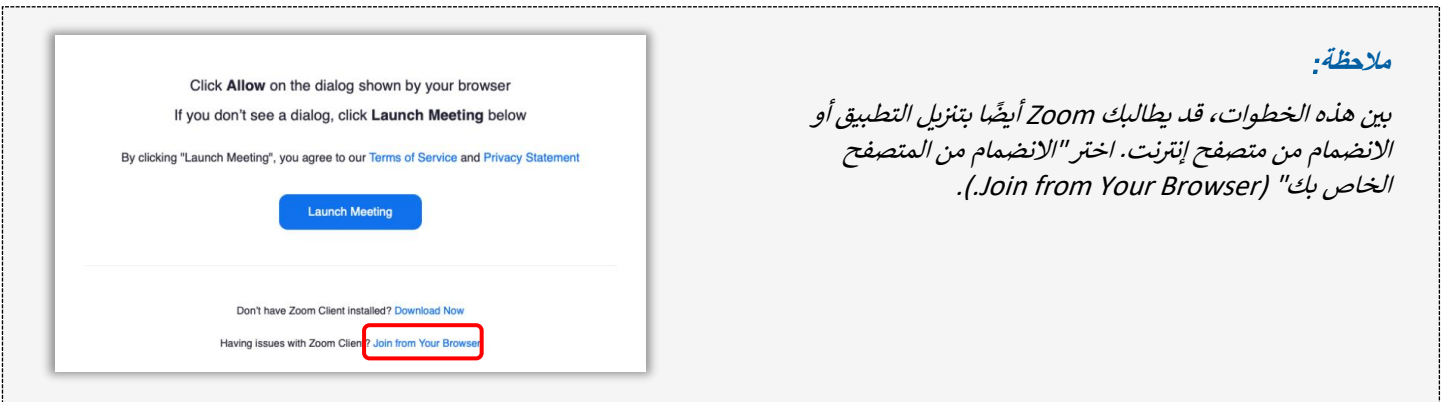 ملاحظة:
بين هذه الخطوات، قد يطالبك Zoom أيضًا بتنزيل التطبيق أو
الانضمام من متصفح إنترنت. اختر "الانضمام من المتصفح
الخاص بك" (Join from Your Browser.).
Click Allow on the dialog shown by your browser
If you don't see a dialog, click Launch Meeting below
By clicking "Launch Meeting", you agree to our Terms of Service and Privacy Statement
Launch Meeting
Don't have Zoom Client installed? Download Now
Having issues with Zoom Client? Join from Your Browser